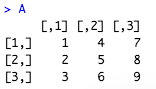 > A
     [,1] [,2] [,3]
[1,]    1    4    7
[2,]    2    5    8
[3,]    3    6    9